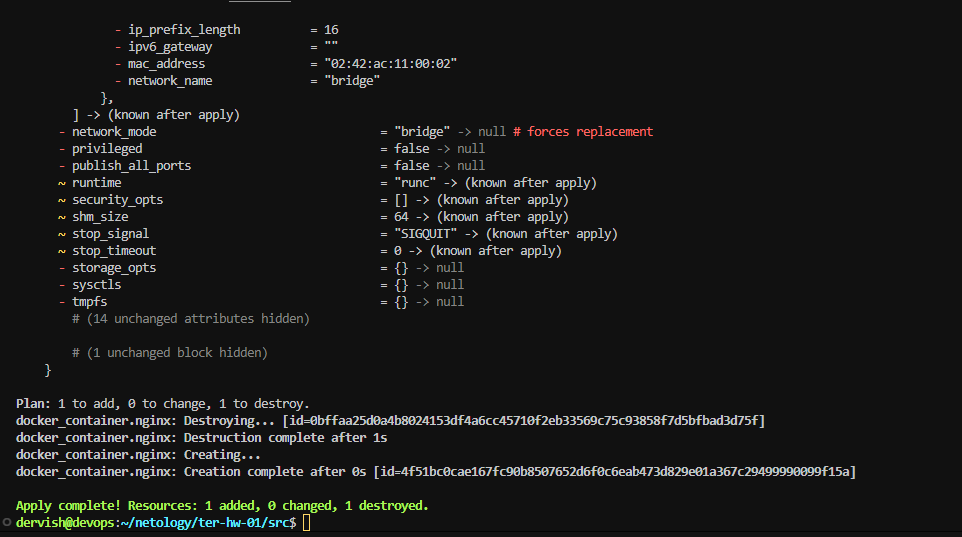 - ip_prefix_length = 16
- ipv6_gateway = ""
- mac_address = "02:42:ac:11:00:02"
- network_name = "bridge"
},
] -> (known after apply)
- network_mode = "bridge" -> null # forces replacement
- privileged = false -> null
- publish_all_ports = false -> null
~ runtime = "runc" -> (known after apply)
~ security_opts = [] -> (known after apply)
~ shm_size = 64 -> (known after apply)
~ stop_signal = "SIGQUIT" -> (known after apply)
~ stop_timeout = 0 -> (known after apply)
- storage_opts = {} -> null
- sysctls = {} -> null
- tmpfs = {} -> null
# (14 unchanged attributes hidden)
# (1 unchanged block hidden)
}
Plan: 1 to add, 0 to change, 1 to destroy.
docker_container.nginx: Destroying... [id=0bffaa25d0a4b8024153df4a6cc45710f2eb33569c75c93858f7d5bfbad3d75f]
docker_container.nginx: Destruction complete after 1s
docker_container.nginx: Creating...
docker_container.nginx: Creation complete after 0s [id=4f51bc0cae167fc90b8507652d6f0c6eab473d829e01a367c29499990099f15a]
Apply complete! Resources: 1 added, 0 changed, 1 destroyed.
dervish@devops:~/netology/ter-hw-01/src$